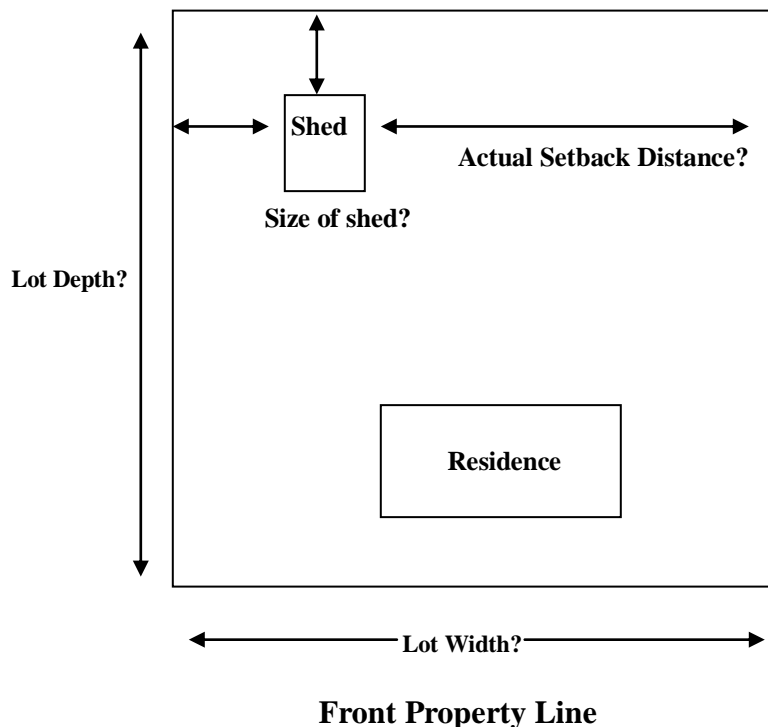 Shed
Actual Setback Distance?
Size of shed?
Lot Depth?
Residence
Lot Width?
Front Property Line